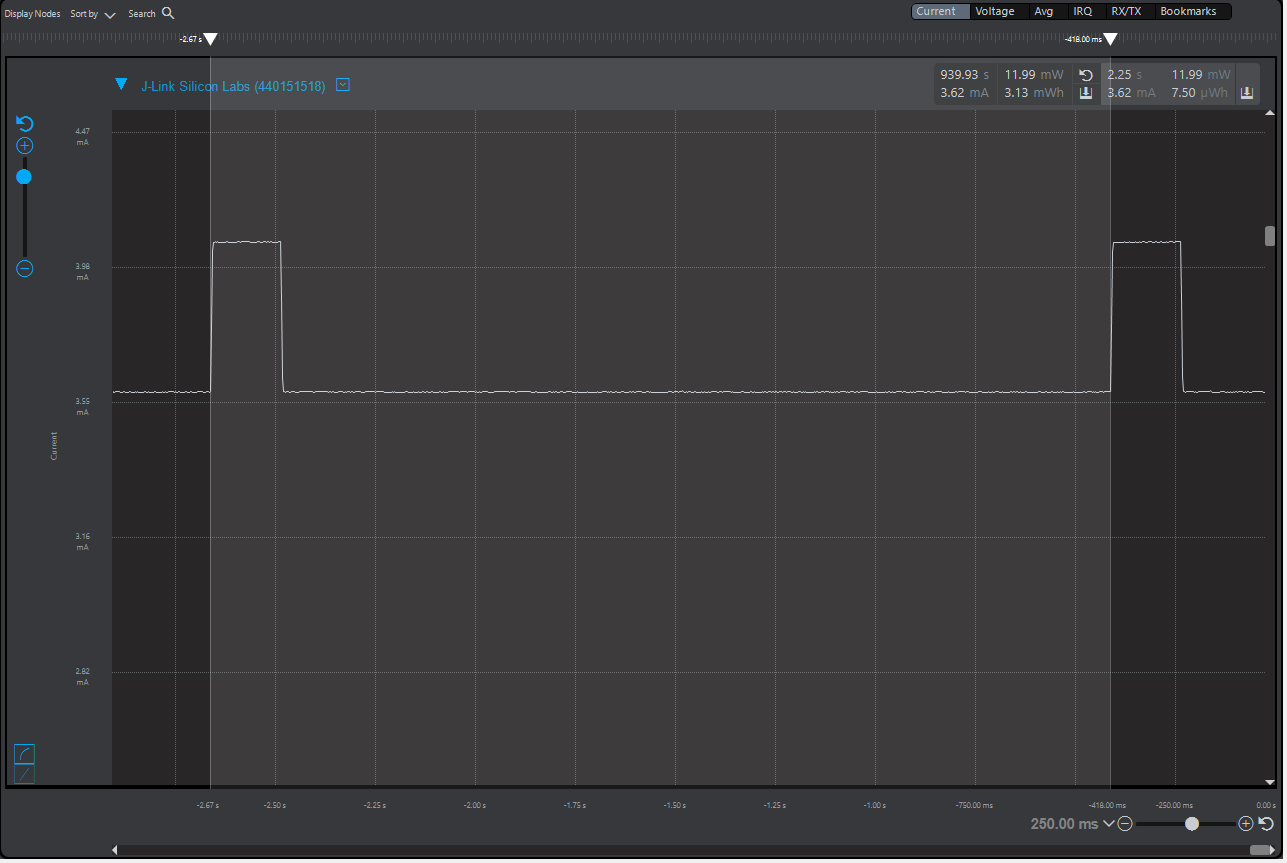 Display Nodes Sort by Search Current Voltage Avg IRQ RX/TX Bookmarks
-2.67 s -418.00 ms
J-Link Silicon Labs (440151518)
939.93 s 11.99 mW 2.25 s 11.99 mW
3.62 mA 3.13 mWh 3.62 mA 7.50 µWh
4.47
mA
3.98
mA
3.55
mA
Current
3.16
mA
2.82
mA
-2.67 s -2.50 s -2.25 s -2.00 s -1.75 s -1.50 s -1.25 s -1.00 s -750.00 ms -418.00 ms -250.00 ms 0.00 s
250.00 ms